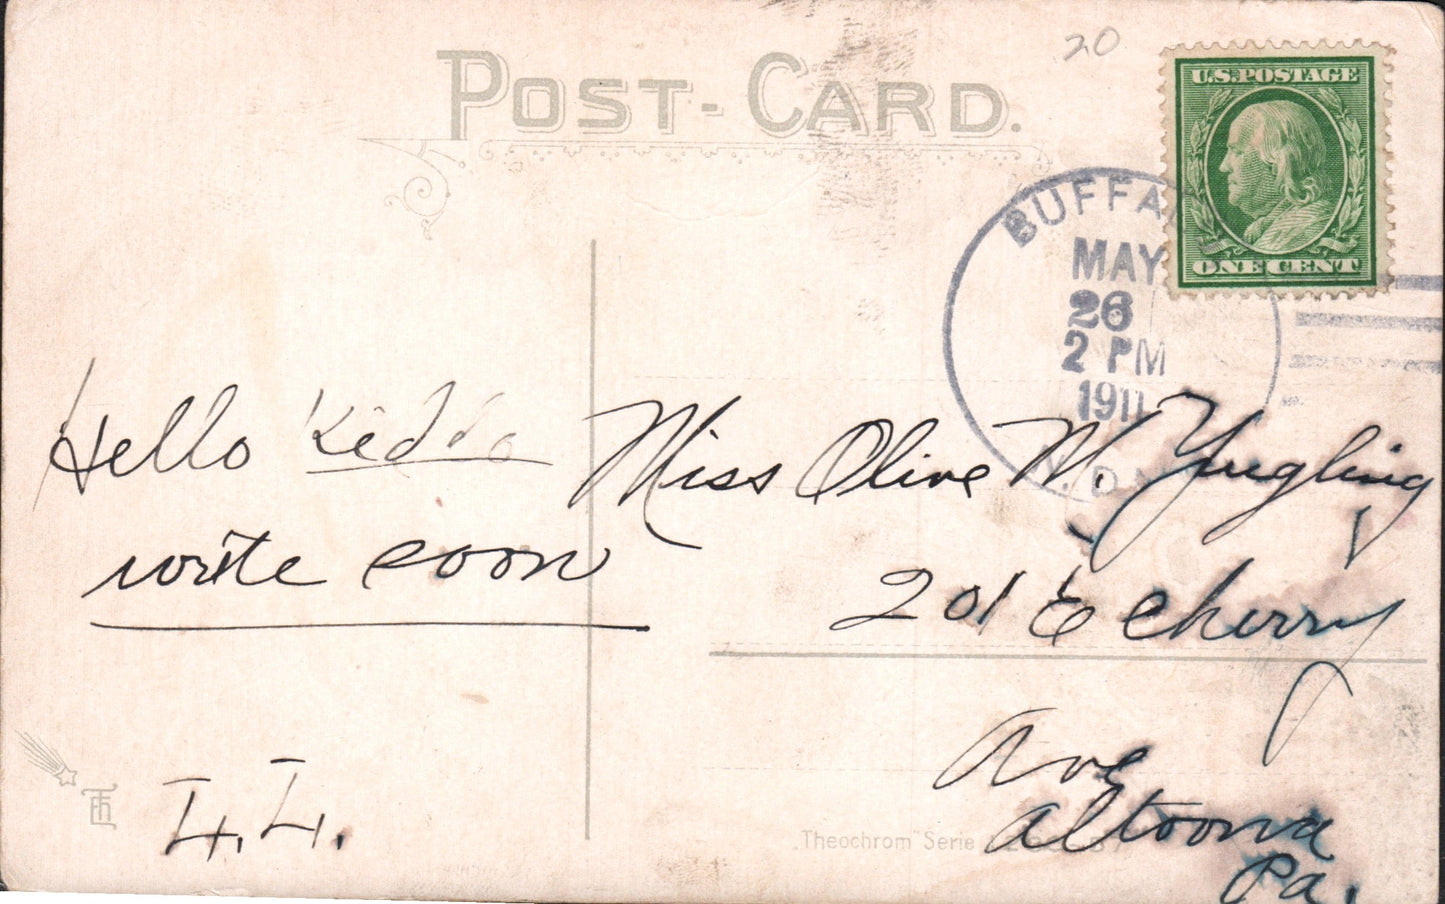 20
POST-CARD.
U.S. POSTAGE
ONE CENT
BUFFA
MAY
26
2 PM
1911
N.D.
Hello Kiddo
write soon
Miss Olive M. Yingling
201 E Cherry
Ave
Altoona
Pa.
"Theochrom" Serie